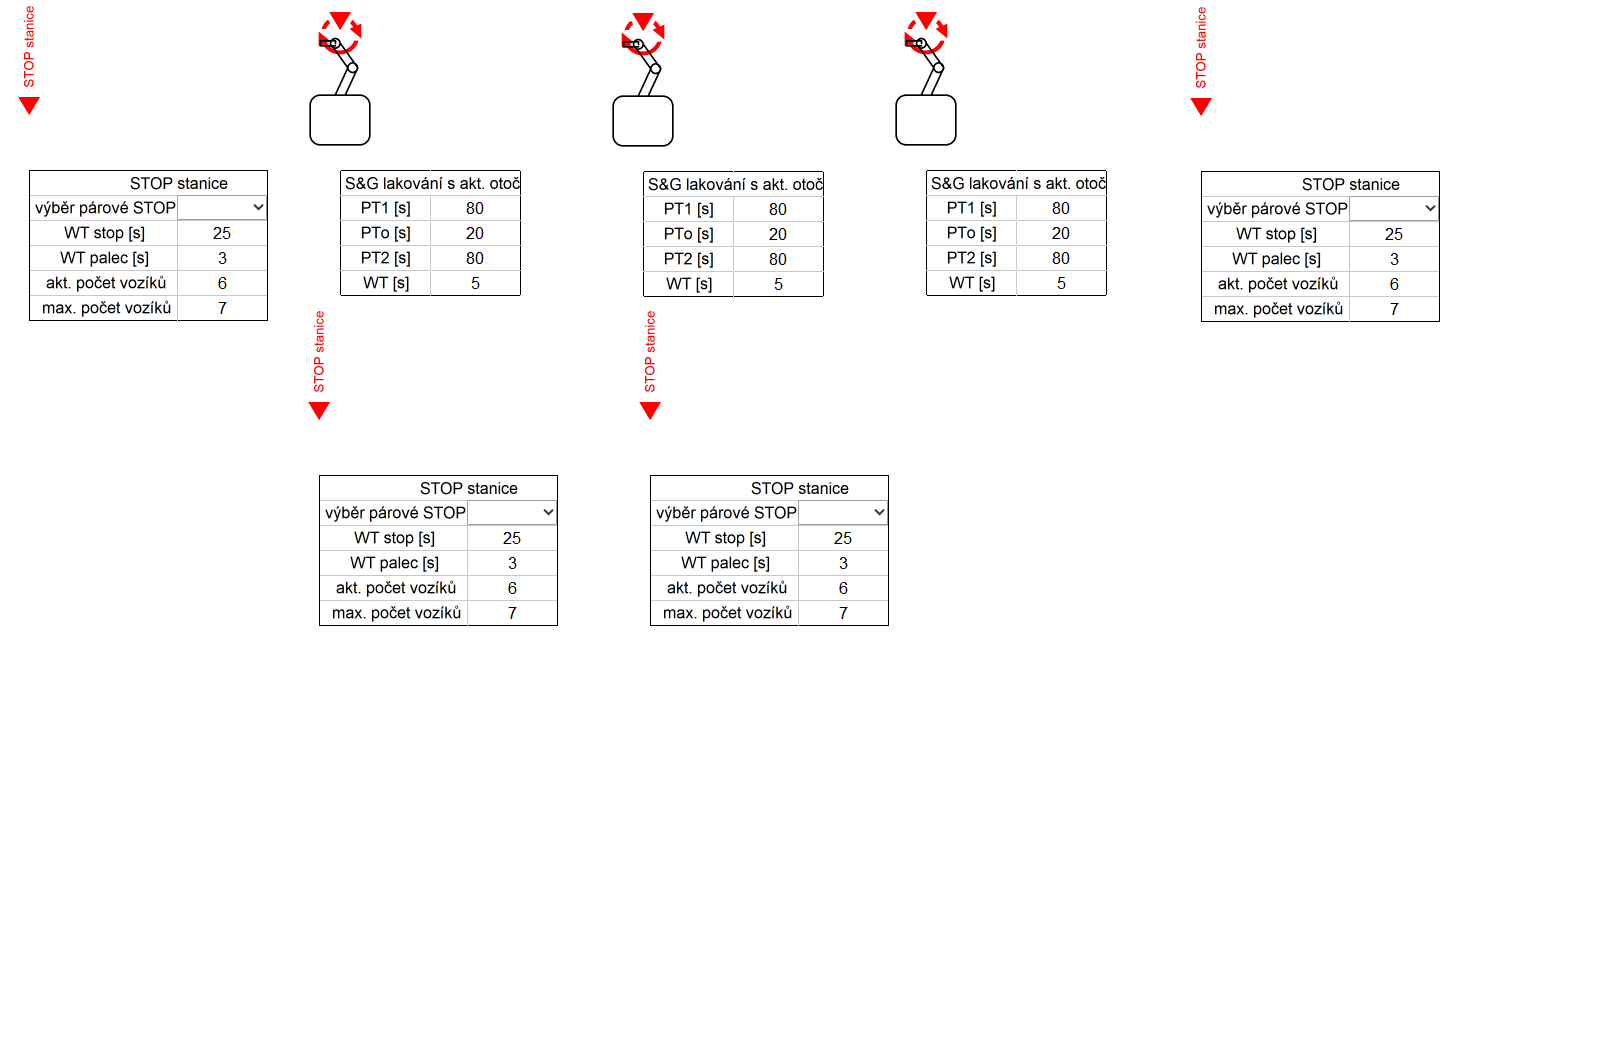 STOP stanice
STOP stanice
STOP stanice
výběr párové STOP
WT stop [s] 25
WT palec [s] 3
akt. počet vozíků 6
max. počet vozíků 7
S&G lakování s akt. otoč
PT1 [s] 80
PTo [s] 20
PT2 [s] 80
WT [s] 5
S&G lakování s akt. otoč
PT1 [s] 80
PTo [s] 20
PT2 [s] 80
WT [s] 5
S&G lakování s akt. otoč
PT1 [s] 80
PTo [s] 20
PT2 [s] 80
WT [s] 5
STOP stanice
výběr párové STOP
WT stop [s] 25
WT palec [s] 3
akt. počet vozíků 6
max. počet vozíků 7
STOP stanice
STOP stanice
STOP stanice
výběr párové STOP
WT stop [s] 25
WT palec [s] 3
akt. počet vozíků 6
max. počet vozíků 7
STOP stanice
výběr párové STOP
WT stop [s] 25
WT palec [s] 3
akt. počet vozíků 6
max. počet vozíků 7